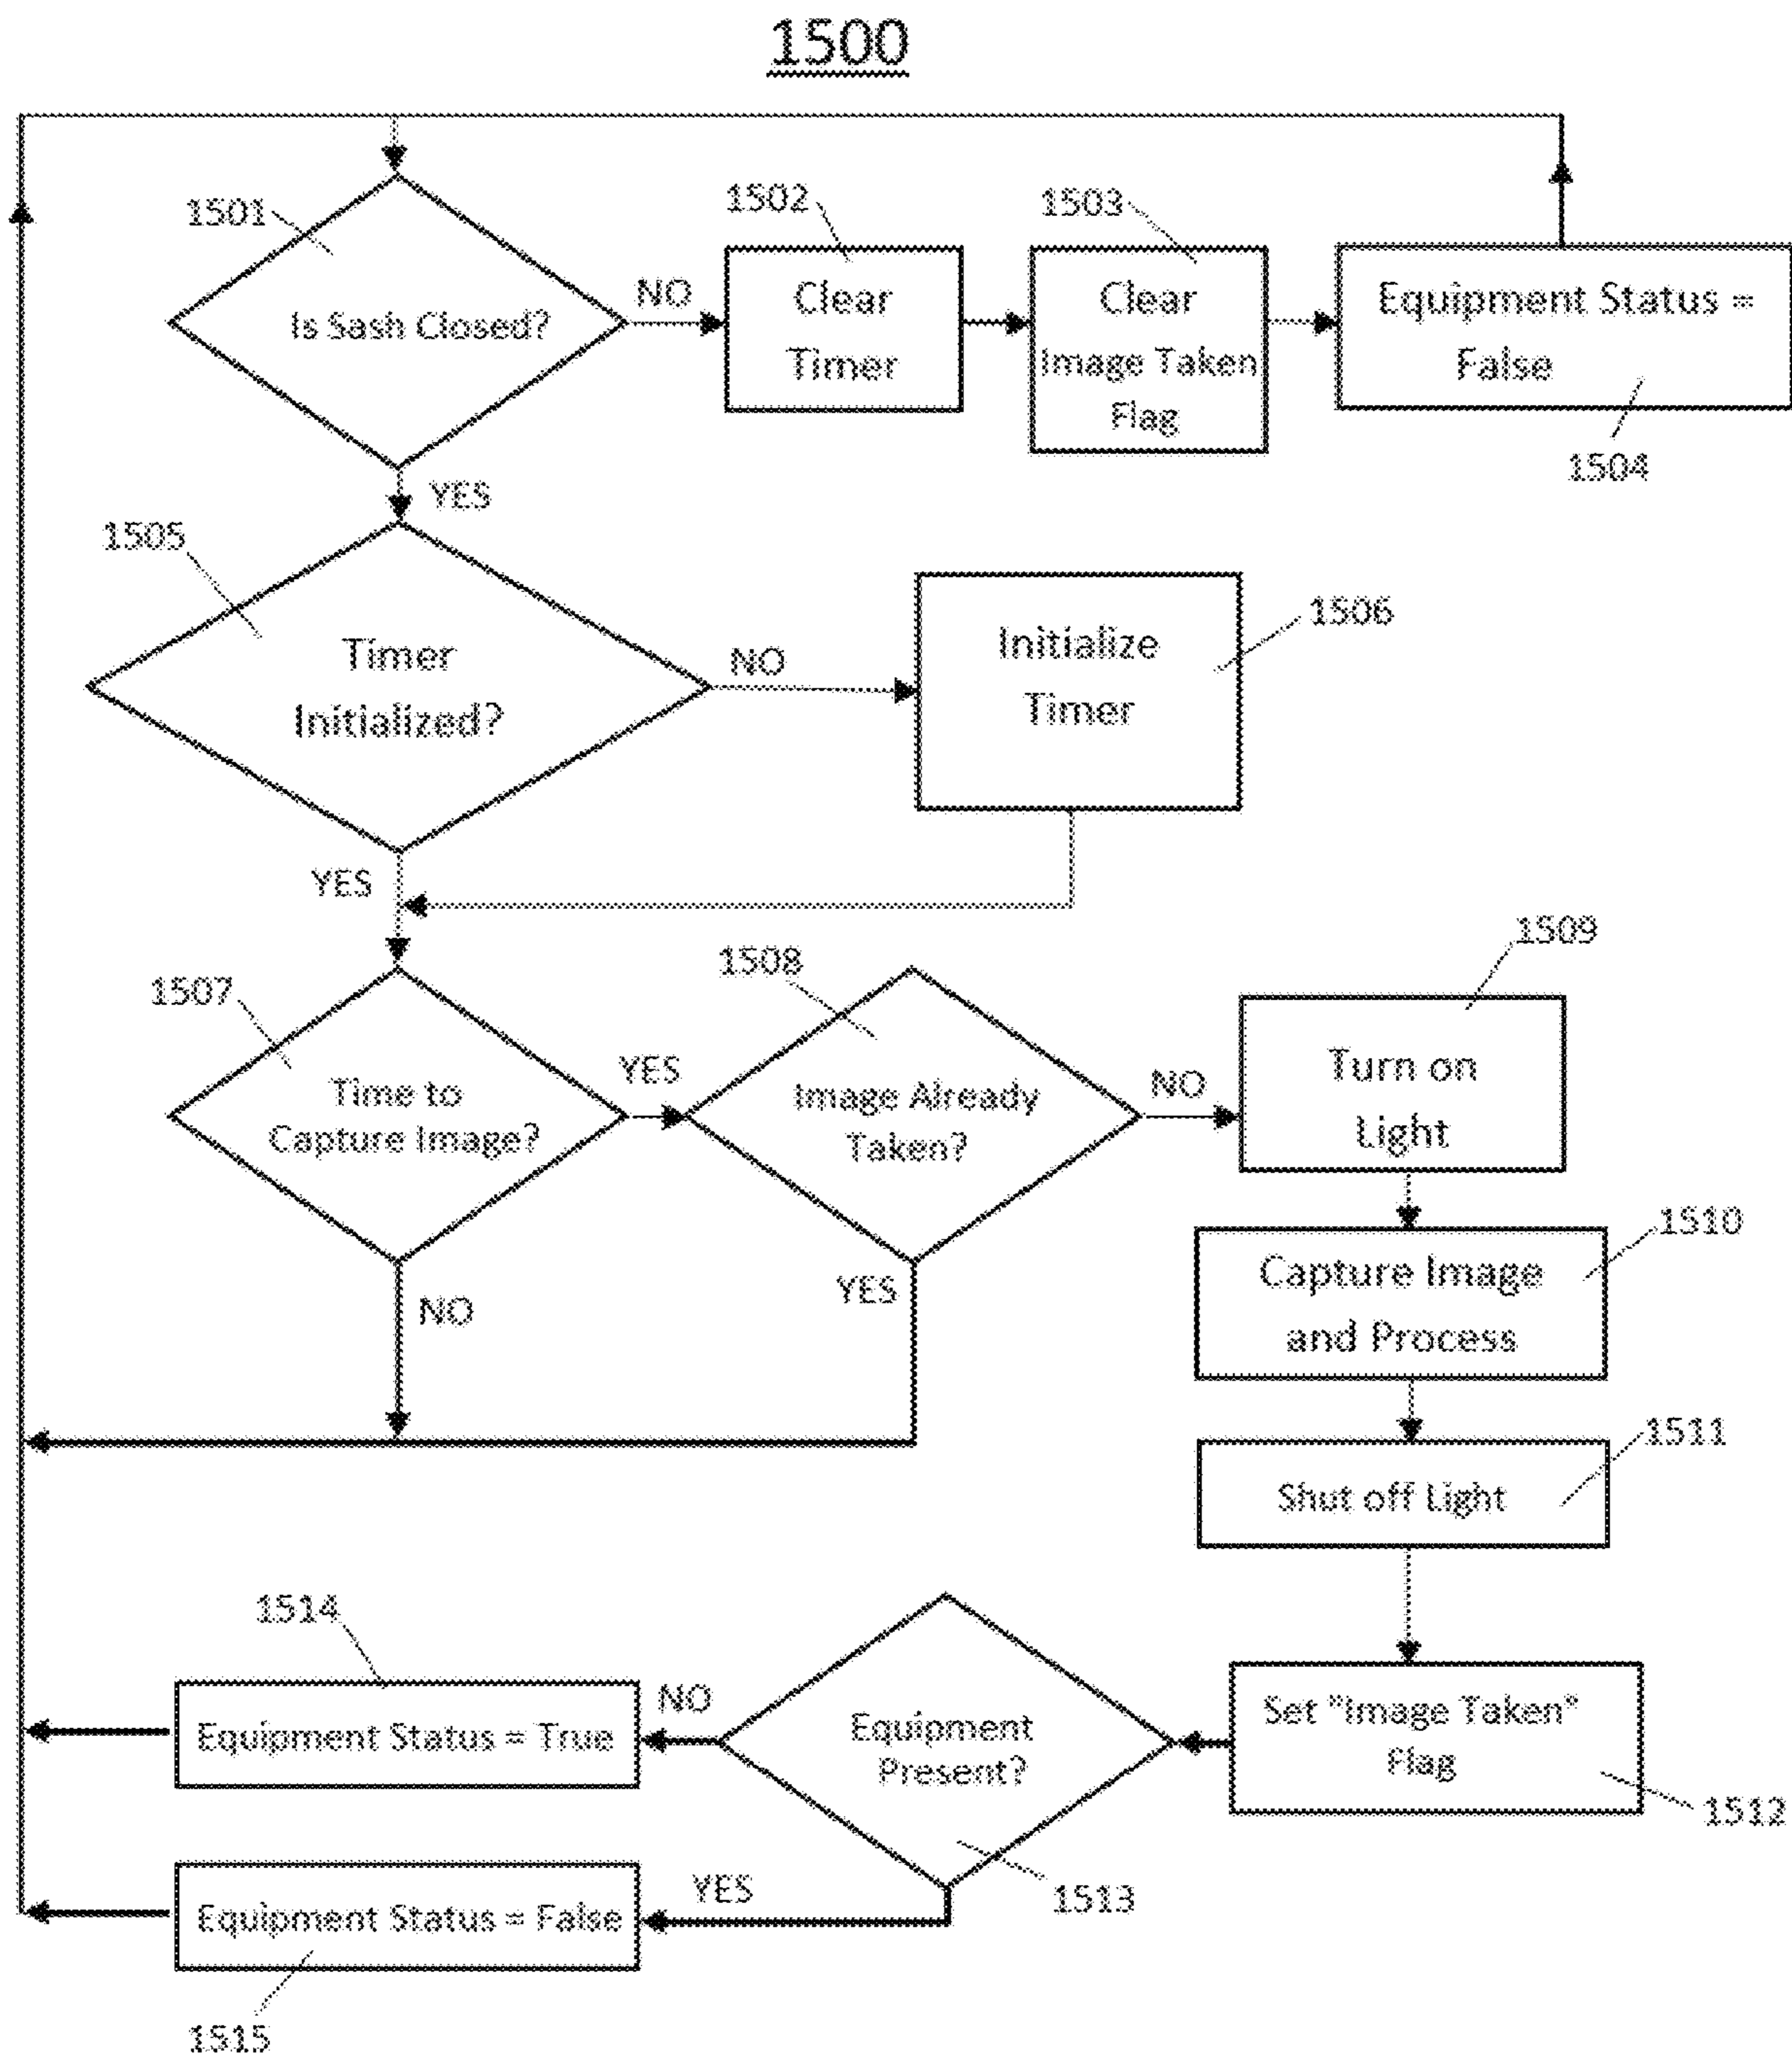 1500
1501
1502
1503
Is Sash Closed?
NO
Clear
Timer
Clear
Image Taken
Flag
Equipment Status =
False
1504
YES
1505
Timer
Initialized?
NO
Initialize
Timer
1506
YES
1507
Time to
Capture Image?
YES
1508
Image Already
Taken?
NO
1509
Turn on
Light
NO
YES
1510
Capture Image
and Process
1511
Shut off Light
1514
Equipment Status = True
NO
Equipment
Present?
Set "Image Taken"
Flag
1512
YES
1513
Equipment Status = False
1515